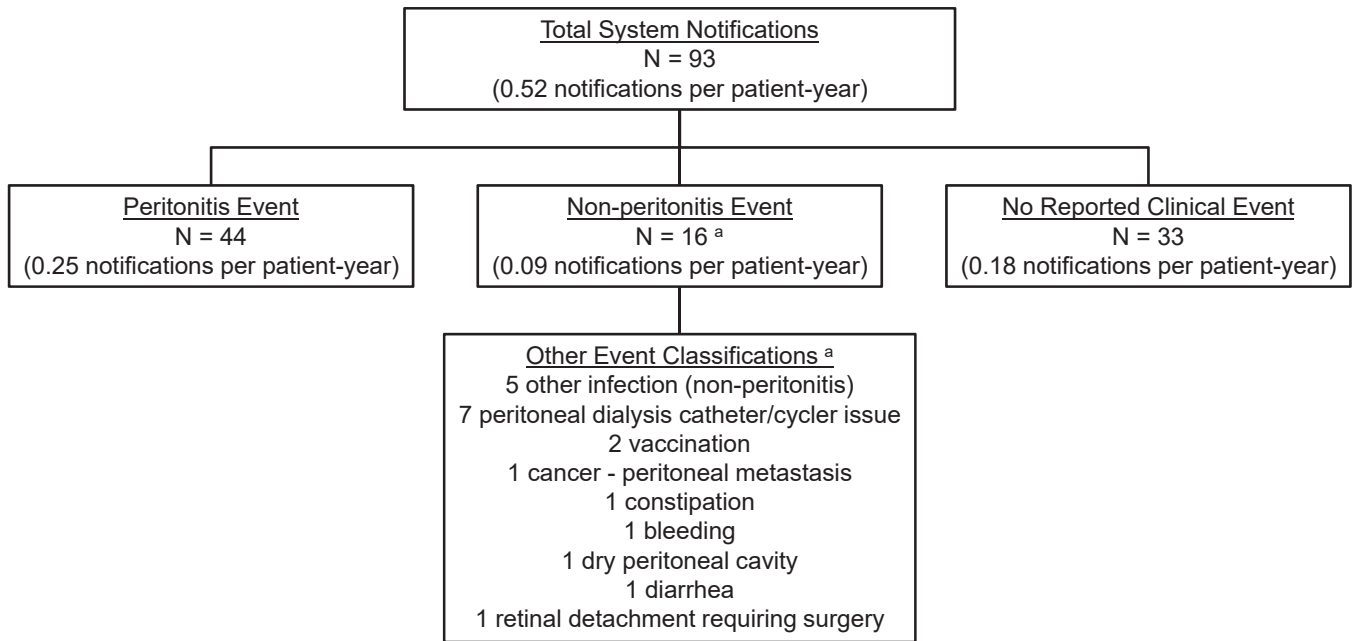 Total System Notifications
N = 93
(0.52 notifications per patient-year)
Peritonitis Event
N = 44
(0.25 notifications per patient-year)
Non-peritonitis Event
N = 16 ᵃ
(0.09 notifications per patient-year)
No Reported Clinical Event
N = 33
(0.18 notifications per patient-year)
Other Event Classifications ᵃ
5 other infection (non-peritonitis)
7 peritoneal dialysis catheter/cycler issue
2 vaccination
1 cancer - peritoneal metastasis
1 constipation
1 bleeding
1 dry peritoneal cavity
1 diarrhea
1 retinal detachment requiring surgery